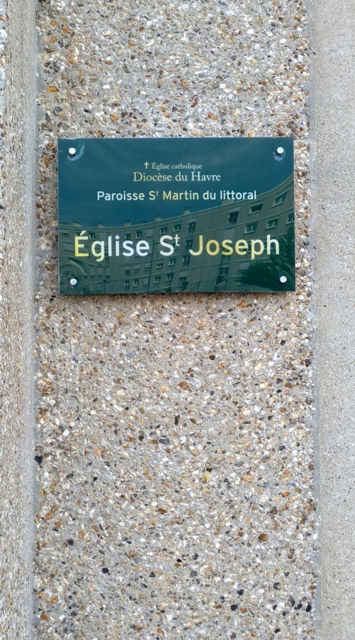 ✝ Église catholique
Diocèse du Havre
Paroisse St Martin du littoral
Église St Joseph